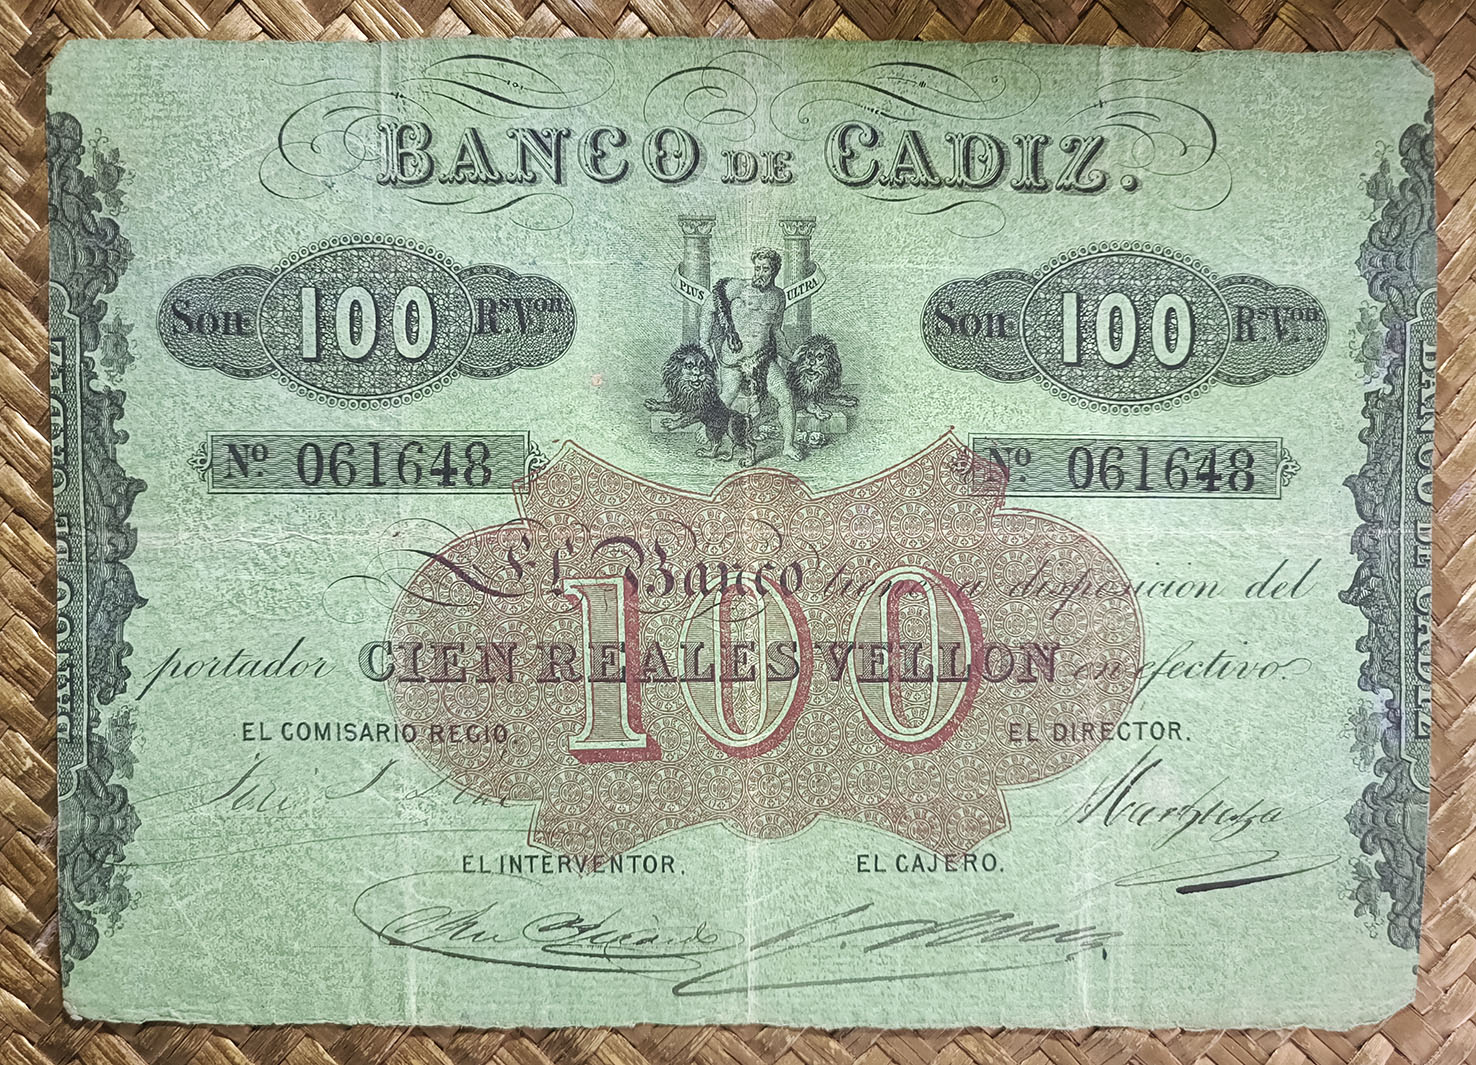 BANCO DE CADIZ.
PLUS ULTRA
Son 100 Rs. Von.
Son 100 Rs. Von.
No. 061648
No. 061648
El Banco tiene a disposicion del
portador CIEN REALES VELLON en efectivo.
100
EL COMISARIO REGIO.
EL DIRECTOR.
EL INTERVENTOR.
EL CAJERO.
BANCO DE CADIZ
BANCO DE CADIZ